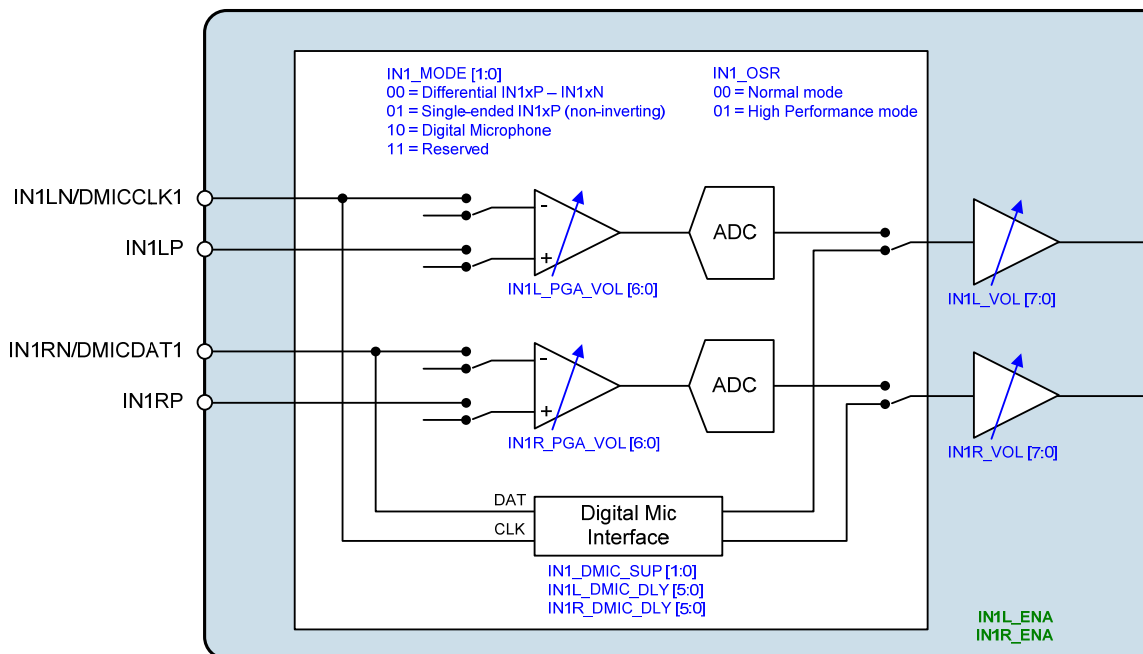 IN1_MODE [1:0]
00 = Differential IN1xP – IN1xN
01 = Single-ended IN1xP (non-inverting)
10 = Digital Microphone
11 = Reserved
IN1_OSR
00 = Normal mode
01 = High Performance mode
IN1LN/DMICCLK1
-
ADC
IN1LP
+
IN1L_PGA_VOL [6:0]
IN1L_VOL [7:0]
IN1RN/DMICDAT1
-
ADC
IN1RP
+
IN1R_PGA_VOL [6:0]
IN1R_VOL [7:0]
DAT
CLK
Digital Mic
Interface
IN1_DMIC_SUP [1:0]
IN1L_DMIC_DLY [5:0]
IN1R_DMIC_DLY [5:0]
IN1L_ENA
IN1R_ENA